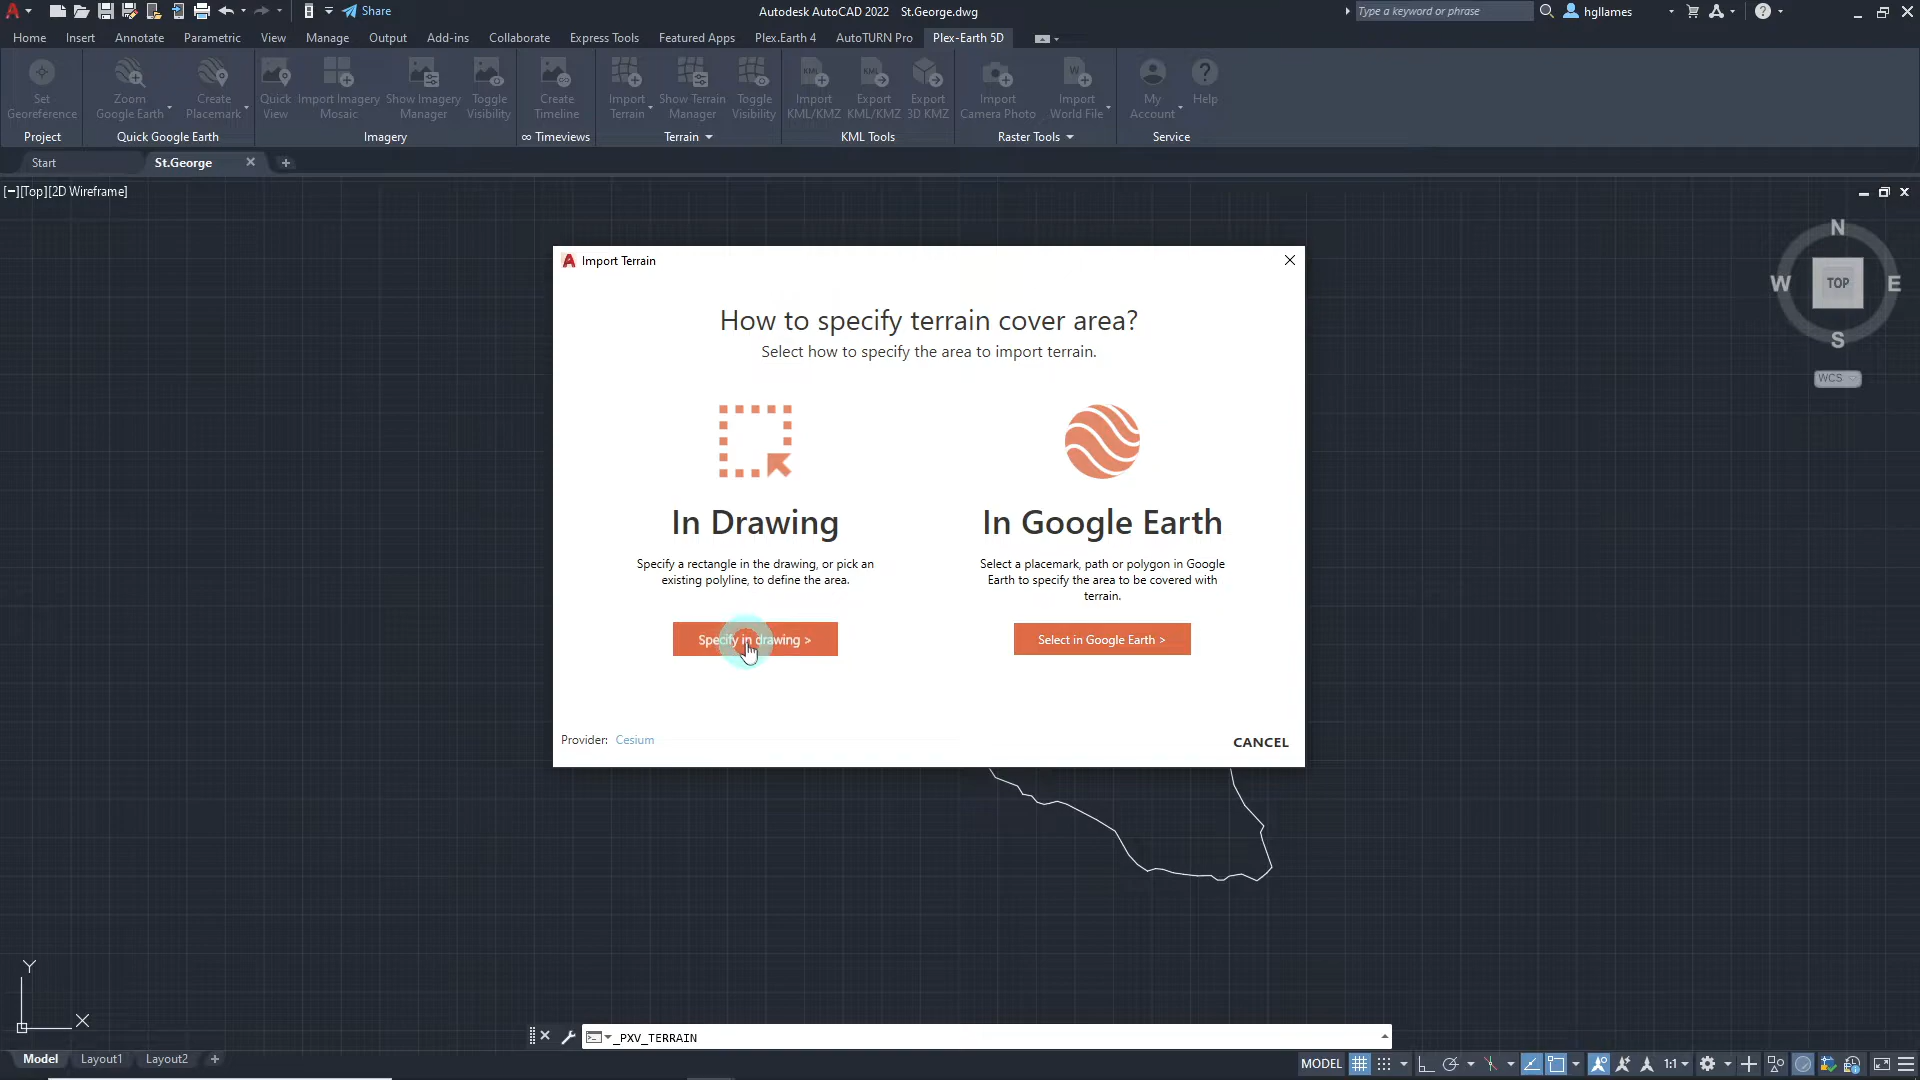 Share
Autodesk AutoCAD 2022 St.George.dwg
Type a keyword or phrase
hgllames
Home Insert Annotate Parametric View Manage Output Add-ins Collaborate Express Tools Featured Apps Plex.Earth 4 AutoTURN Pro Plex-Earth 5D
Set Georeference
Zoom Google Earth
Create Placemark
Quick View
Import Imagery Mosaic
Show Imagery Manager
Toggle Visibility
Create Timeline
Import Terrain
Show Terrain Manager
Toggle Visibility
KML
Import KML/KMZ
KML
Export KML/KMZ
Export 3D KMZ
Import Camera Photo
W
Import World File
My Account
Help
Project Quick Google Earth Imagery ∞ Timeviews Terrain KML Tools Raster Tools Service
Start St.George
[−][Top][2D Wireframe]
N
W TOP E
S
WCS
Import Terrain
How to specify terrain cover area?
Select how to specify the area to import terrain.
In Drawing
Specify a rectangle in the drawing, or pick an
existing polyline, to define the area.
Specify in drawing >
In Google Earth
Select a placemark, path or polygon in Google
Earth to specify the area to be covered with
terrain.
Select in Google Earth >
Provider: Cesium
CANCEL
Y
X
_PXV_TERRAIN
Model Layout1 Layout2
MODEL
1:1